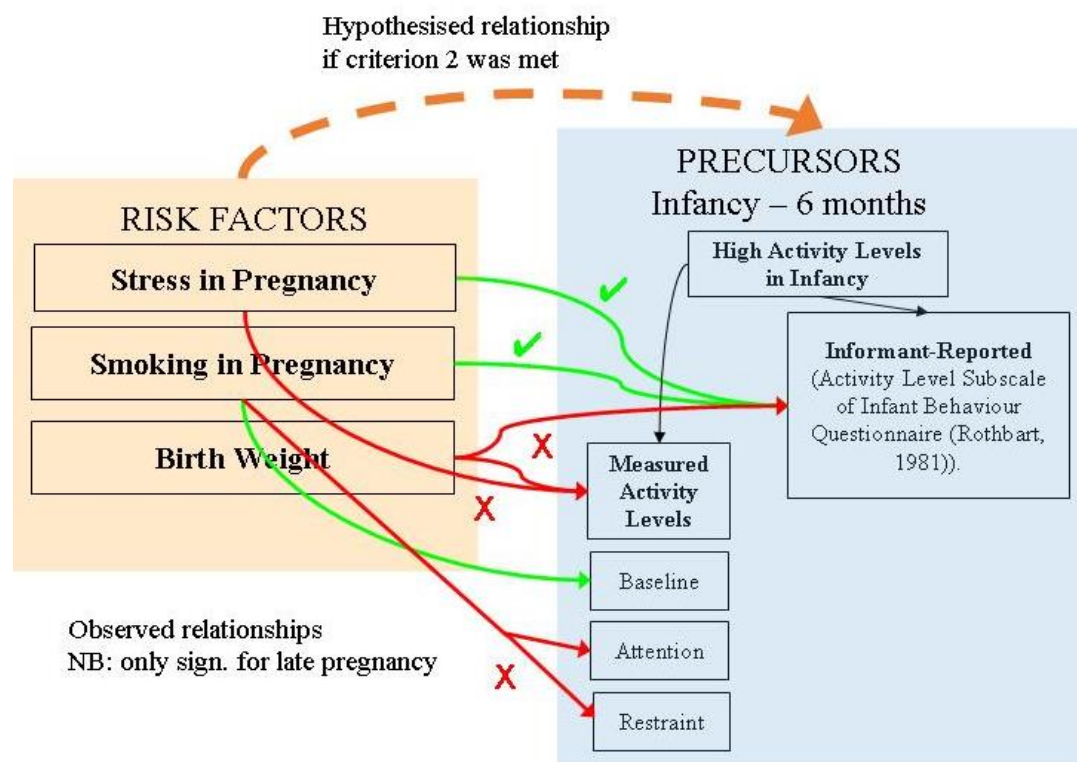 Hypothesised relationship
if criterion 2 was met
PRECURSORS
Infancy – 6 months
RISK FACTORS
Stress in Pregnancy
Smoking in Pregnancy
Birth Weight
High Activity Levels
in Infancy
Informant-Reported
(Activity Level Subscale
of Infant Behaviour
Questionnaire (Rothbart,
1981)).
Measured
Activity
Levels
Baseline
Attention
Restraint
Observed relationships
NB: only sign. for late pregnancy